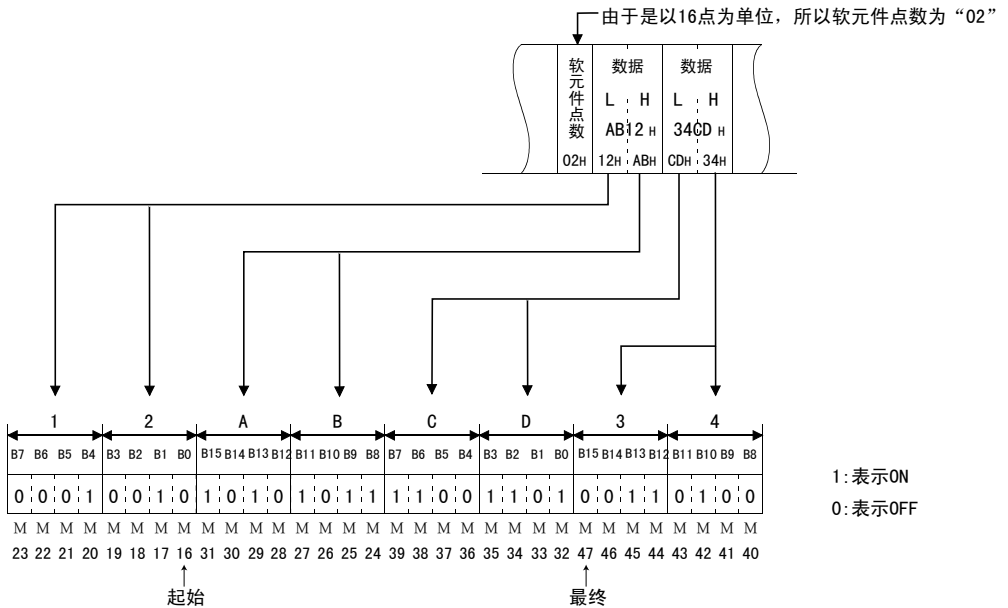 由于是以16点为单位，所以软元件点数为“02”
软元件点数 数据 数据
L H L H
AB12 H 34CD H
02H 12H ABH CDH 34H
1 2 A B C D 3 4
B7 B6 B5 B4 B3 B2 B1 B0 B15 B14 B13 B12 B11 B10 B9 B8 B7 B6 B5 B4 B3 B2 B1 B0 B15 B14 B13 B12 B11 B10 B9 B8
0 0 0 1 0 0 1 0 1 0 1 0 1 0 1 1 1 1 0 0 1 1 0 1 0 0 1 1 0 1 0 0
M M M M M M M M M M M M M M M M M M M M M M M M M M M M M M M M
23 22 21 20 19 18 17 16 31 30 29 28 27 26 25 24 39 38 37 36 35 34 33 32 47 46 45 44 43 42 41 40
起始 最终
1:表示ON
0:表示OFF